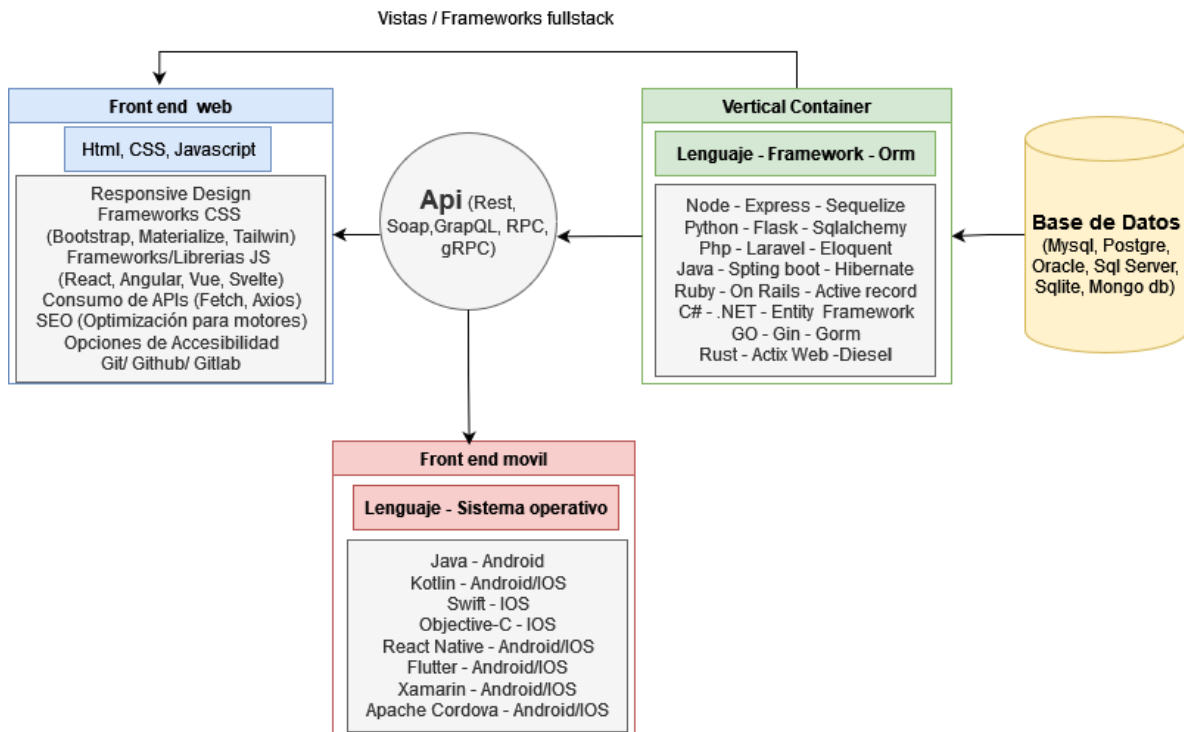 Vistas / Frameworks fullstack
Front end web
Html, CSS, Javascript
Responsive Design
Frameworks CSS
(Bootstrap, Materialize, Tailwin)
Frameworks/Librerias JS
(React, Angular, Vue, Svelte)
Consumo de APIs (Fetch, Axios)
SEO (Optimización para motores)
Opciones de Accesibilidad
Git/ Github/ Gitlab
Api (Rest,
Soap,GrapQL, RPC,
gRPC)
Vertical Container
Lenguaje - Framework - Orm
Node - Express - Sequelize
Python - Flask - Sqlalchemy
Php - Laravel - Eloquent
Java - Spting boot - Hibernate
Ruby - On Rails - Active record
C# - .NET - Entity Framework
GO - Gin - Gorm
Rust - Actix Web -Diesel
Base de Datos
(Mysql, Postgre,
Oracle, Sql Server,
Sqlite, Mongo db)
Front end movil
Lenguaje - Sistema operativo
Java - Android
Kotlin - Android/IOS
Swift - IOS
Objective-C - IOS
React Native - Android/IOS
Flutter - Android/IOS
Xamarin - Android/IOS
Apache Cordova - Android/IOS